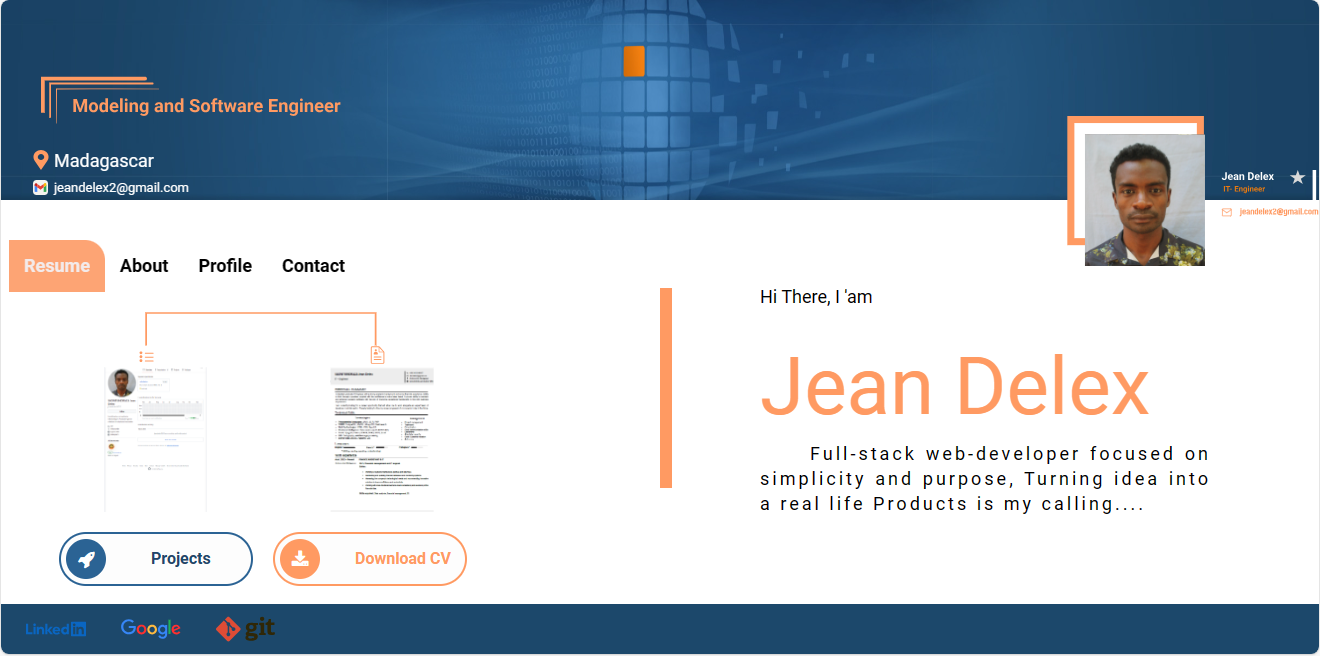 Modeling and Software Engineer
Madagascar
jeandelex2@gmail.com
Jean Delex
IT- Engineer
jeandelex2@gmail.com
Resume About Profile Contact
Hi There, I 'am
Jean Delex
Full-stack web-developer focused on
simplicity and purpose, Turning idea into
a real life Products is my calling....
Projects
Download CV
Linked in
Google
git